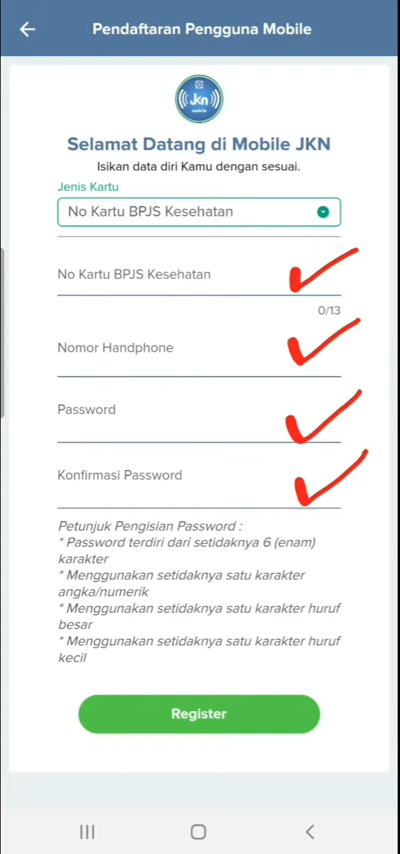 Pendaftaran Pengguna Mobile
Jkn
mobile
Selamat Datang di Mobile JKN
Isikan data diri Kamu dengan sesuai.
Jenis Kartu
No Kartu BPJS Kesehatan
No Kartu BPJS Kesehatan
0/13
Nomor Handphone
Password
Konfirmasi Password
Petunjuk Pengisian Password :
* Password terdiri dari setidaknya 6 (enam)
karakter
* Menggunakan setidaknya satu karakter
angka/numerik
* Menggunakan setidaknya satu karakter huruf
besar
* Menggunakan setidaknya satu karakter huruf
kecil
Register